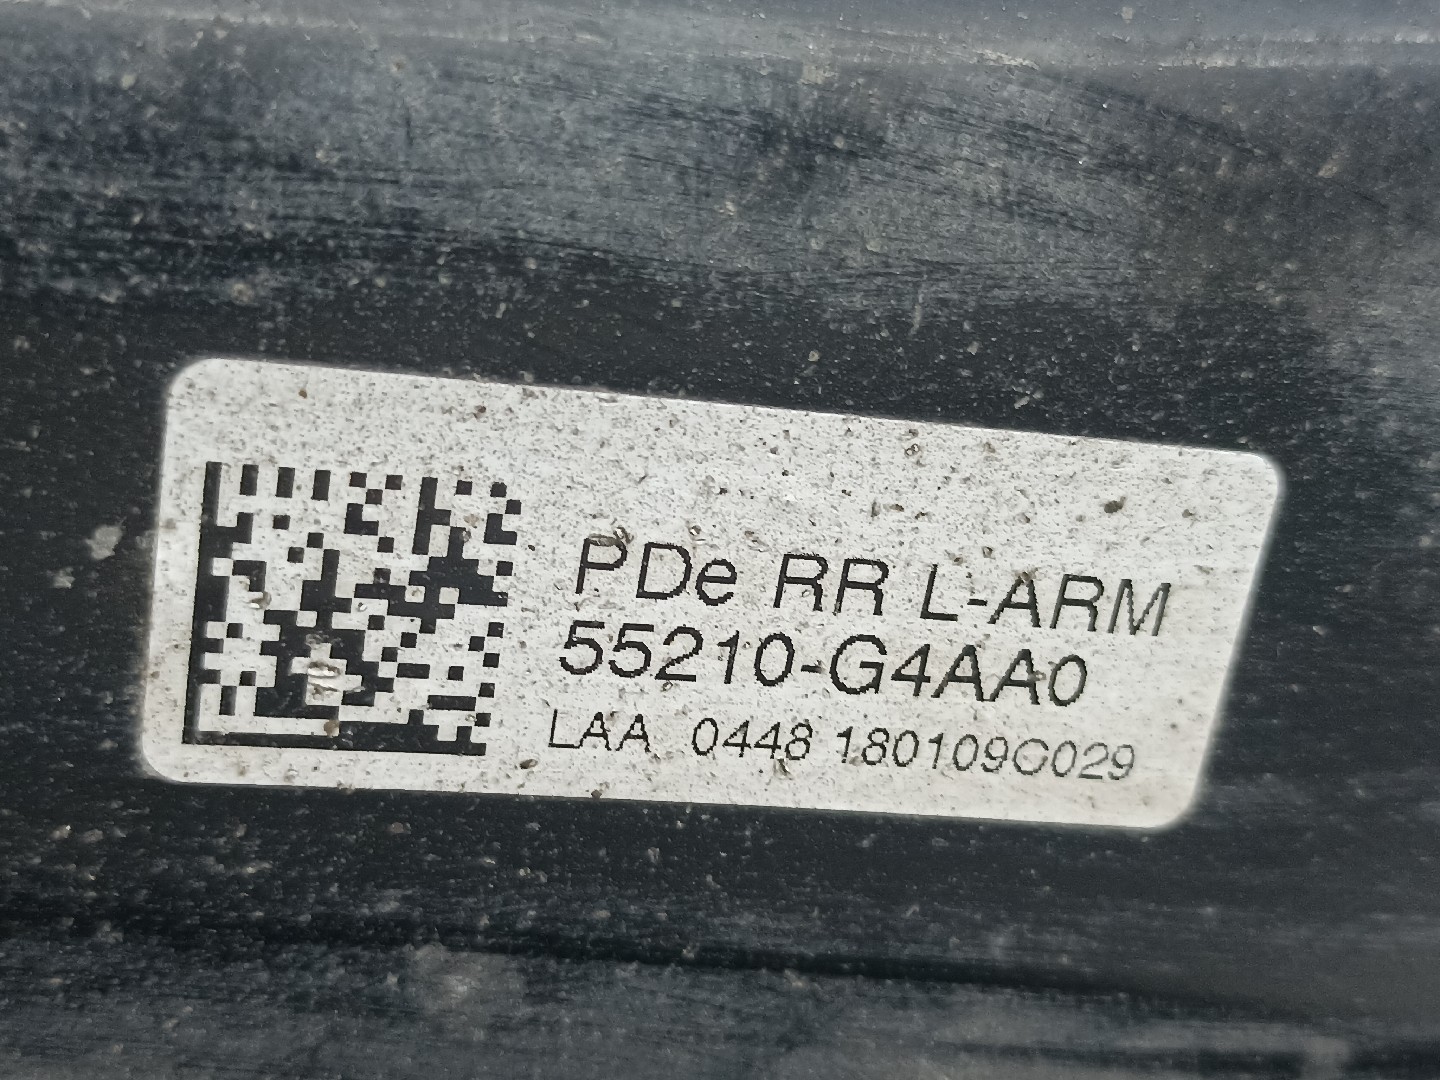 PDe RR L-ARM
55210-G4AA0
LAA 0448 180109C029